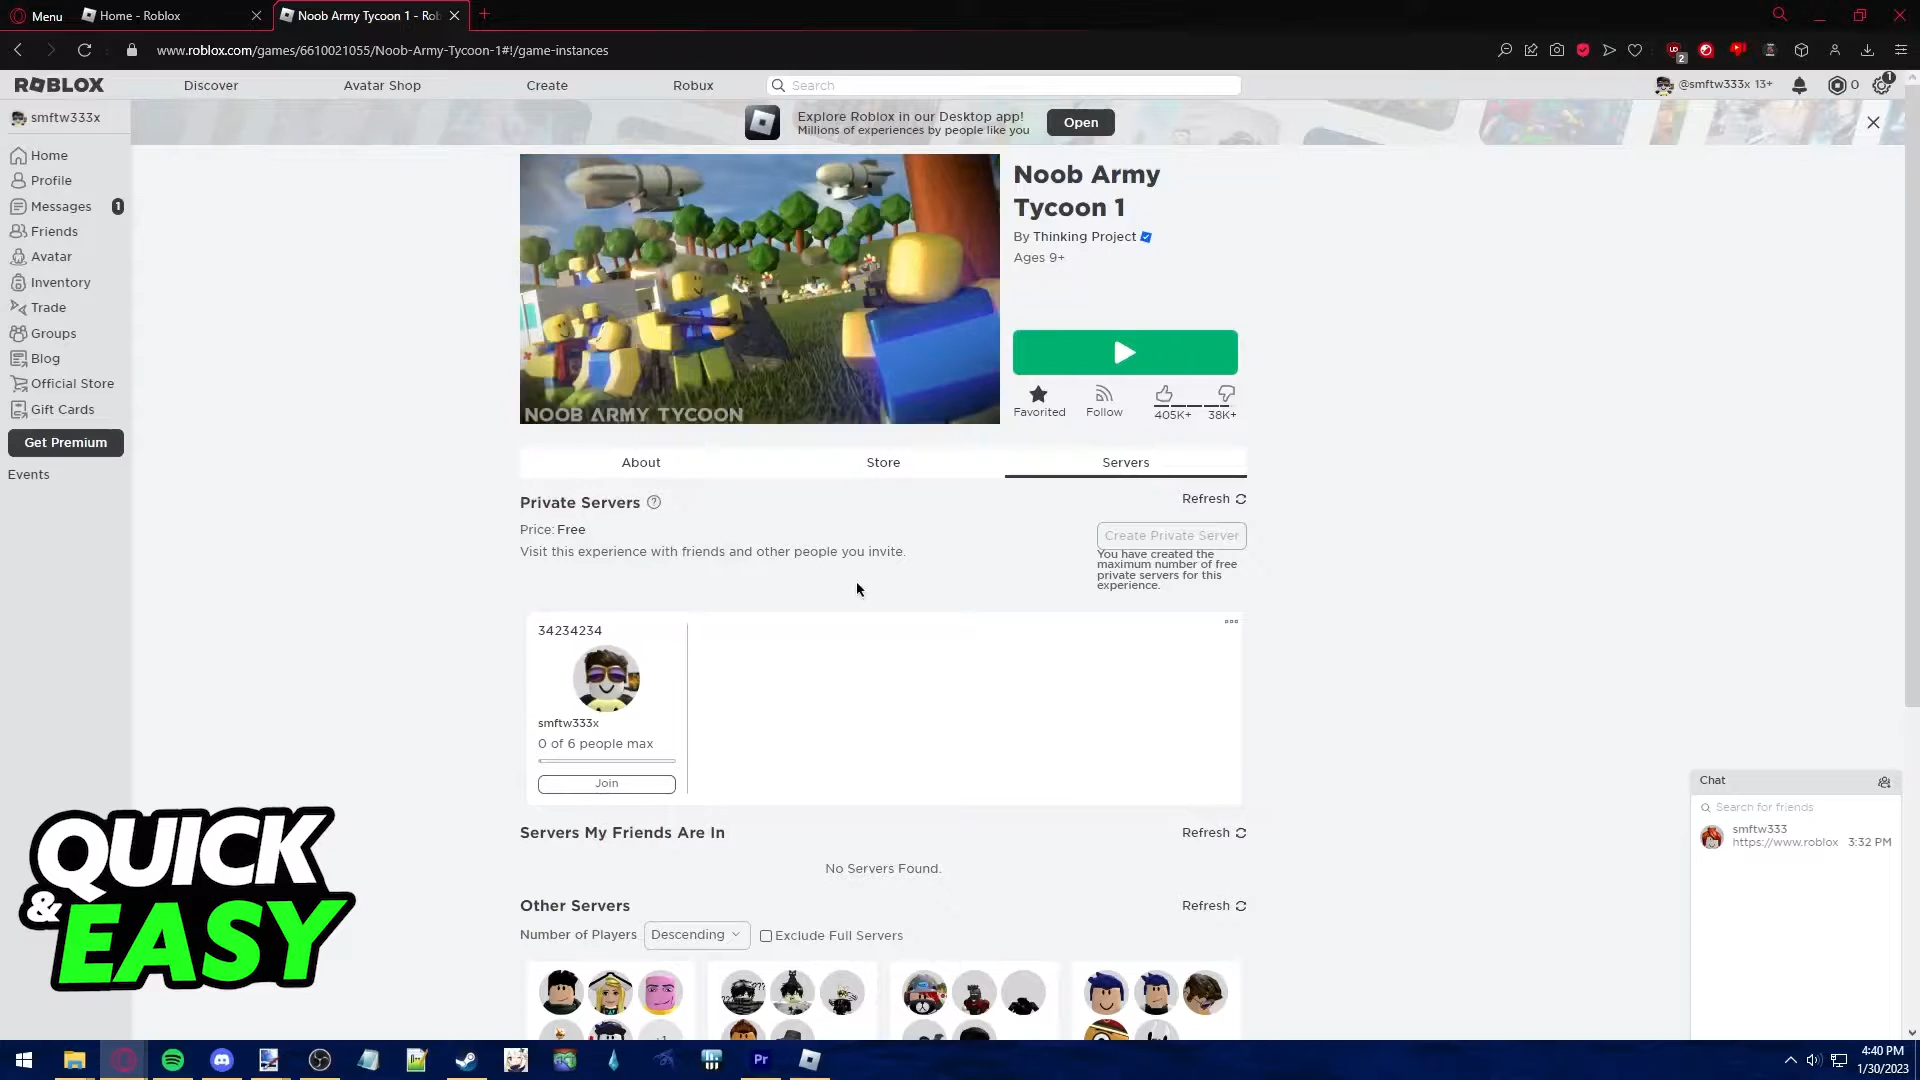 Menu
Home - Roblox
Noob Army Tycoon 1 - Rob
www.roblox.com/games/6610021055/Noob-Army-Tycoon-1#!/game-instances
2
ROBLOX
Discover
Avatar Shop
Create
Robux
Search
@smftw333x 13+
0
1
smftw333x
Explore Roblox in our Desktop app!
Millions of experiences by people like you
Open
Home
Profile
Messages
1
Friends
Avatar
Inventory
Trade
Groups
Blog
Official Store
Gift Cards
Get Premium
Events
NOOB ARMY TYCOON
Noob Army
Tycoon 1
By Thinking Project
Ages 9+
Favorited
Follow
405K+
38K+
About
Store
Servers
Private Servers
Refresh
Price: Free
Visit this experience with friends and other people you invite.
Create Private Server
You have created the
maximum number of free
private servers for this
experience.
34234234
smftw333x
0 of 6 people max
Join
Servers My Friends Are In
Refresh
No Servers Found.
Other Servers
Refresh
Number of Players
Descending
Exclude Full Servers
Chat
Search for friends
smftw333
https://www.roblox
3:32 PM
QUICK
& EASY
Pr
4:40 PM
1/30/2023